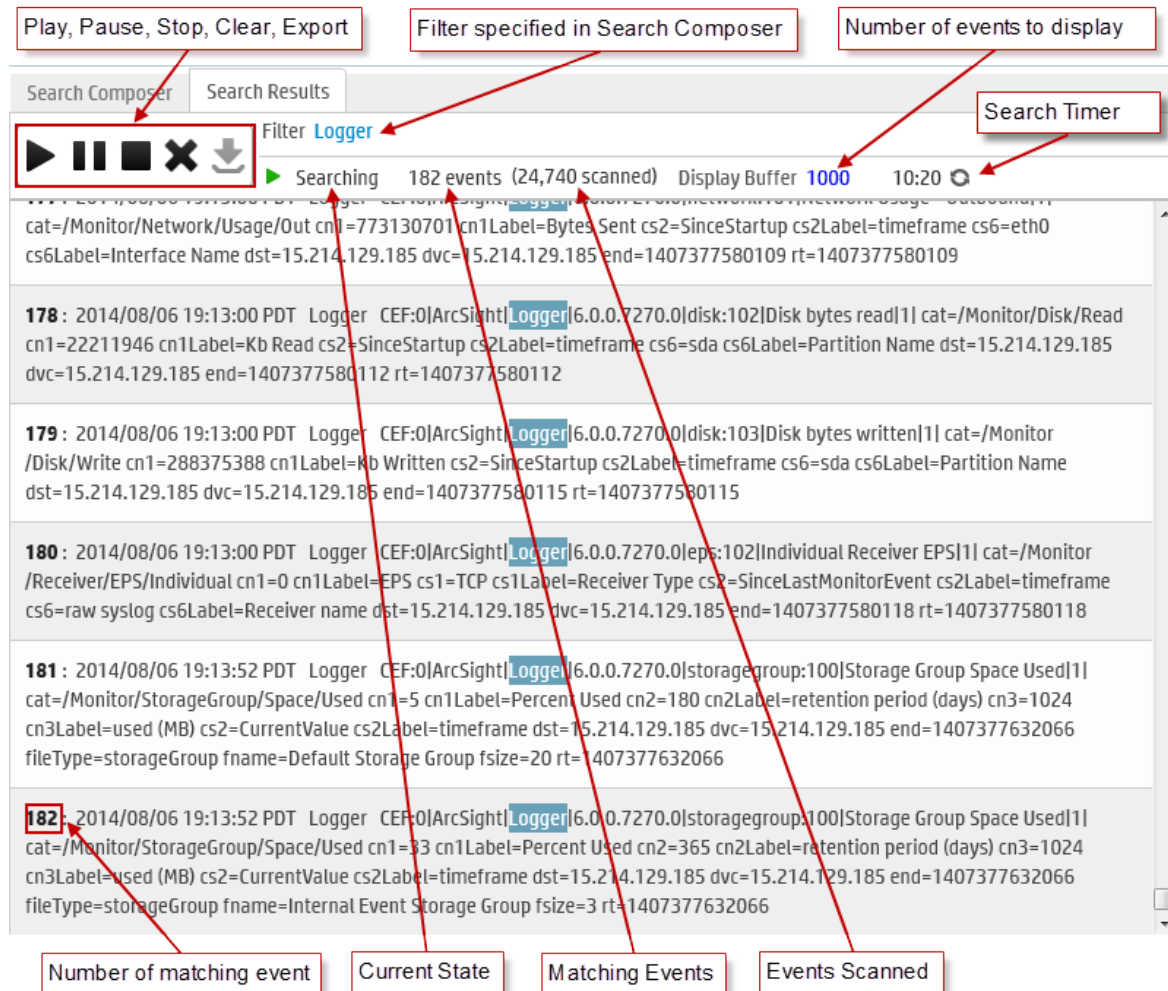 Play, Pause, Stop, Clear, Export
Filter specified in Search Composer
Number of events to display
Search Composer
Search Results
Search Timer
Filter Logger
Searching 182 events (24,740 scanned) Display Buffer 1000 10:20
cat=/Monitor/Network/Usage/Out cn1=773130701 cn1Label=Bytes Sent cs2=SinceStartup cs2Label=timeframe cs6=eth0
cs6Label=Interface Name dst=15.214.129.185 dvc=15.214.129.185 end=1407377580109 rt=1407377580109
178 : 2014/08/06 19:13:00 PDT Logger CEF:0|ArcSight|Logger|6.0.0.7270.0|disk:102|Disk bytes read|1| cat=/Monitor/Disk/Read
cn1=22211946 cn1Label=Kb Read cs2=SinceStartup cs2Label=timeframe cs6=sda cs6Label=Partition Name dst=15.214.129.185
dvc=15.214.129.185 end=1407377580112 rt=1407377580112
179 : 2014/08/06 19:13:00 PDT Logger CEF:0|ArcSight|Logger|6.0.0.7270.0|disk:103|Disk bytes written|1| cat=/Monitor
/Disk/Write cn1=288375388 cn1Label=Kb Written cs2=SinceStartup cs2Label=timeframe cs6=sda cs6Label=Partition Name
dst=15.214.129.185 dvc=15.214.129.185 end=1407377580115 rt=1407377580115
180 : 2014/08/06 19:13:00 PDT Logger CEF:0|ArcSight|Logger|6.0.0.7270.0|eps:102|Individual Receiver EPS|1| cat=/Monitor
/Receiver/EPS/Individual cn1=0 cn1Label=EPS cs1=TCP cs1Label=Receiver Type cs2=SinceLastMonitorEvent cs2Label=timeframe
cs6=raw syslog cs6Label=Receiver name dst=15.214.129.185 dvc=15.214.129.185 end=1407377580118 rt=1407377580118
181 : 2014/08/06 19:13:52 PDT Logger CEF:0|ArcSight|Logger|6.0.0.7270.0|storagegroup:100|Storage Group Space Used|1|
cat=/Monitor/StorageGroup/Space/Used cn1=5 cn1Label=Percent Used cn2=180 cn2Label=retention period (days) cn3=1024
cn3Label=used (MB) cs2=CurrentValue cs2Label=timeframe dst=15.214.129.185 dvc=15.214.129.185 end=1407377632066
fileType=storageGroup fname=Default Storage Group fsize=20 rt=1407377632066
182 : 2014/08/06 19:13:52 PDT Logger CEF:0|ArcSight|Logger|6.0.0.7270.0|storagegroup:100|Storage Group Space Used|1|
cat=/Monitor/StorageGroup/Space/Used cn1=33 cn1Label=Percent Used cn2=365 cn2Label=retention period (days) cn3=1024
cn3Label=used (MB) cs2=CurrentValue cs2Label=timeframe dst=15.214.129.185 dvc=15.214.129.185 end=1407377632066
fileType=storageGroup fname=Internal Event Storage Group fsize=3 rt=1407377632066
Number of matching event
Current State
Matching Events
Events Scanned